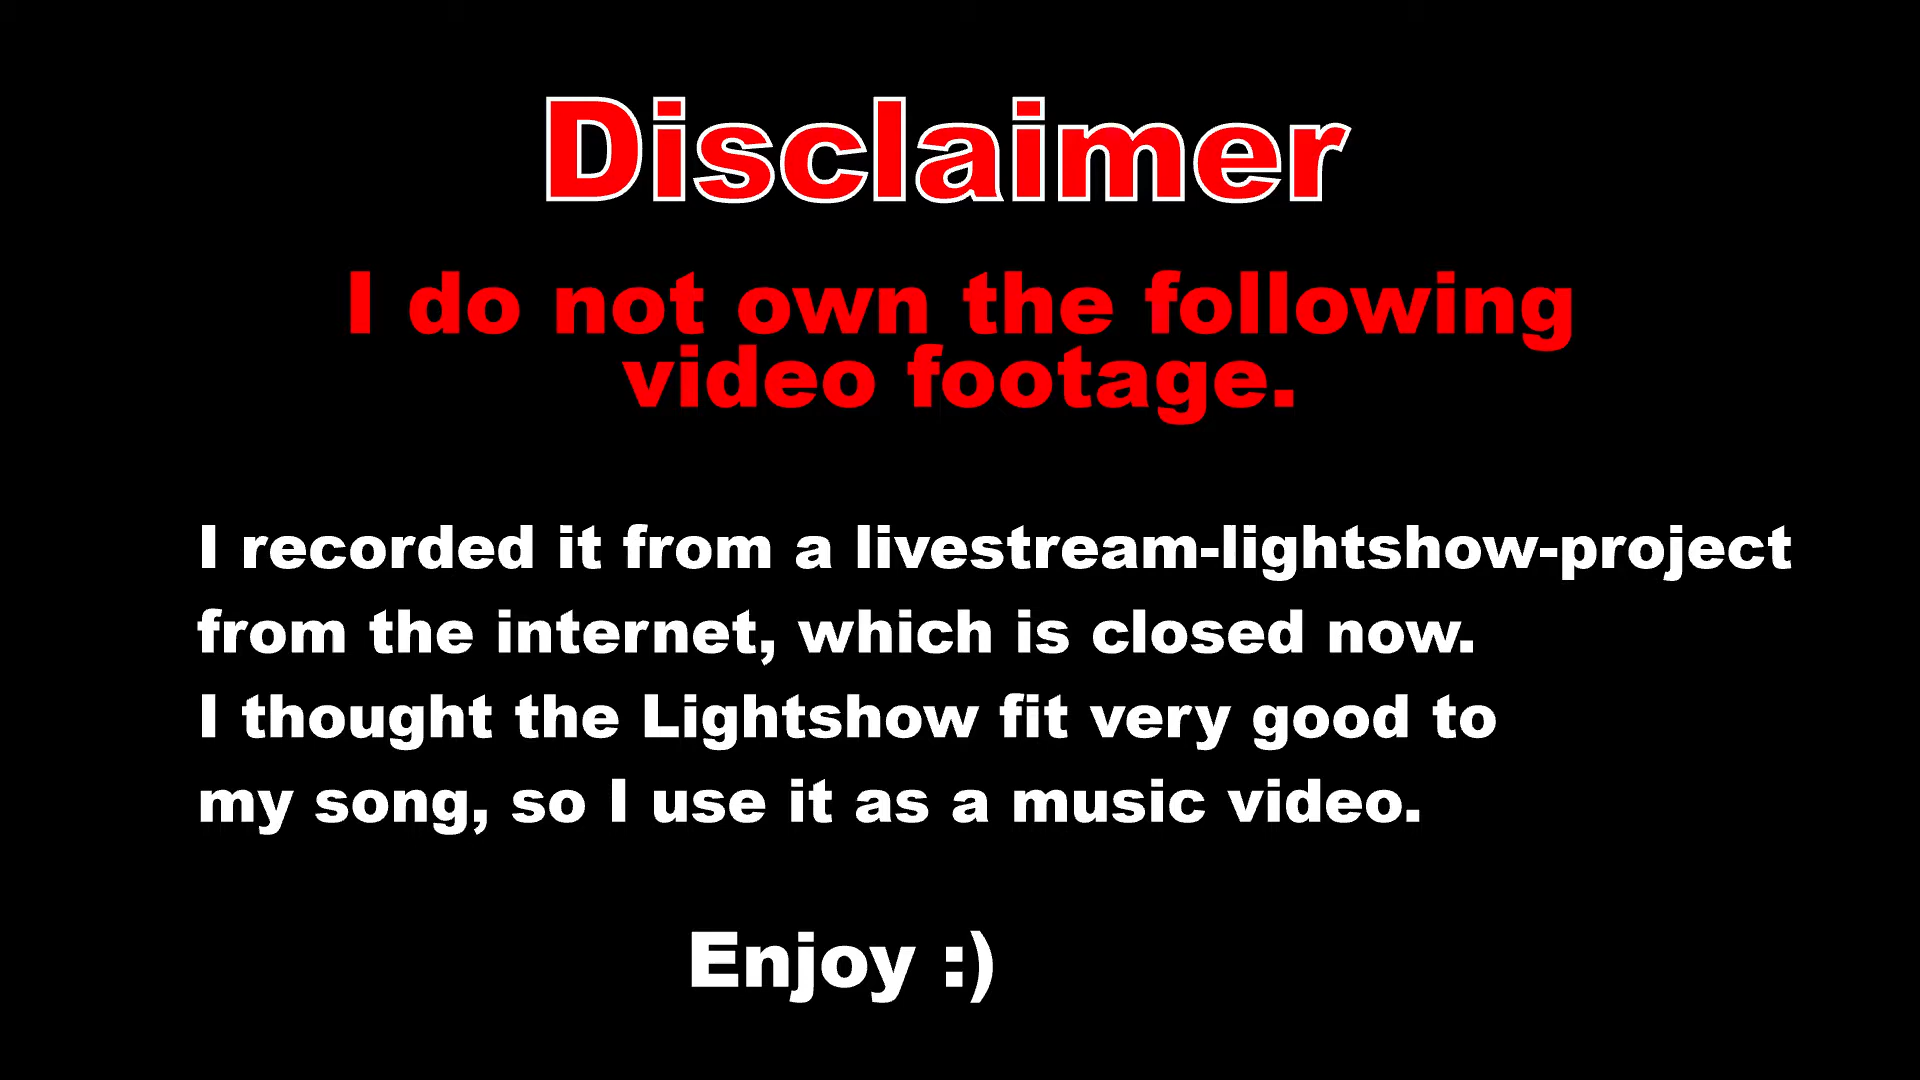 Disclaimer
I do not own the following
video footage.
I recorded it from a livestream-lightshow-project
from the internet, which is closed now.
I thought the Lightshow fit very good to
my song, so I use it as a music video.
Enjoy :)